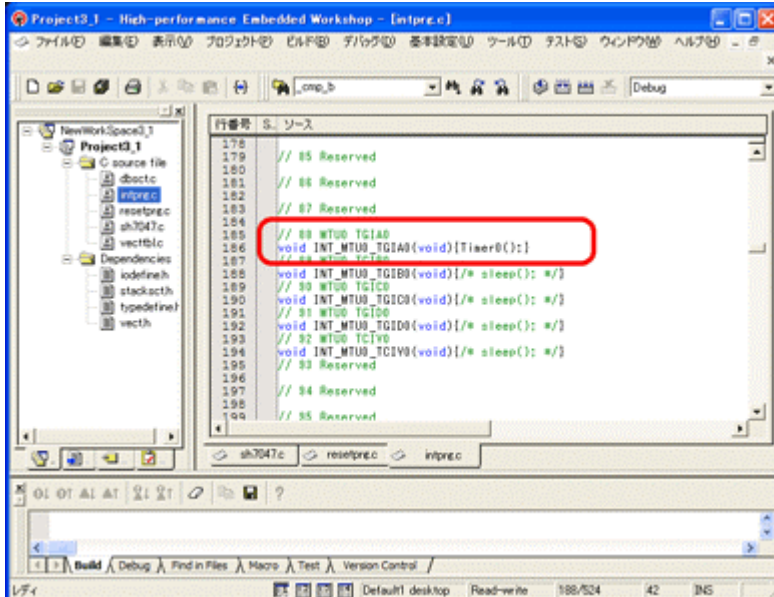 Project3_1 - High-performance Embedded Workshop - [intprg.c]
ファイル(F) 編集(E) 表示(V) プロジェクト(P) ビルド(B) デバッグ(D) 基本設定(U) ツール(T) テスト(S) ウィンドウ(W) ヘルプ(H)
_cmp_b
Debug
NewWorkSpace3_1
Project3_1
C source file
dbsct.c
intprg.c
resetprg.c
sh7047.c
vecttbl.c
Dependencies
iodefine.h
stacksct.h
typedefine.h
vect.h
行番号 S.. ソース
178
179 // 85 Reserved
180
181 // 86 Reserved
182
183 // 87 Reserved
184
185 // 88 MTU0 TGIA0
186 void INT_MTU0_TGIA0(void){Timer0();}
187 // 89 MTU0 TGIB0
188 void INT_MTU0_TGIB0(void){/* sleep(); */}
189 // 90 MTU0 TGIC0
190 void INT_MTU0_TGIC0(void){/* sleep(); */}
191 // 91 MTU0 TGID0
192 void INT_MTU0_TGID0(void){/* sleep(); */}
193 // 92 MTU0 TCIV0
194 void INT_MTU0_TCIV0(void){/* sleep(); */}
195 // 93 Reserved
196
197 // 94 Reserved
198
199 // 95 Reserved
sh7047.c resetprg.c intprg.c
Build Debug Find in Files Macro Test Version Control
レディ Default1 desktop Read-write 188/524 42 INS